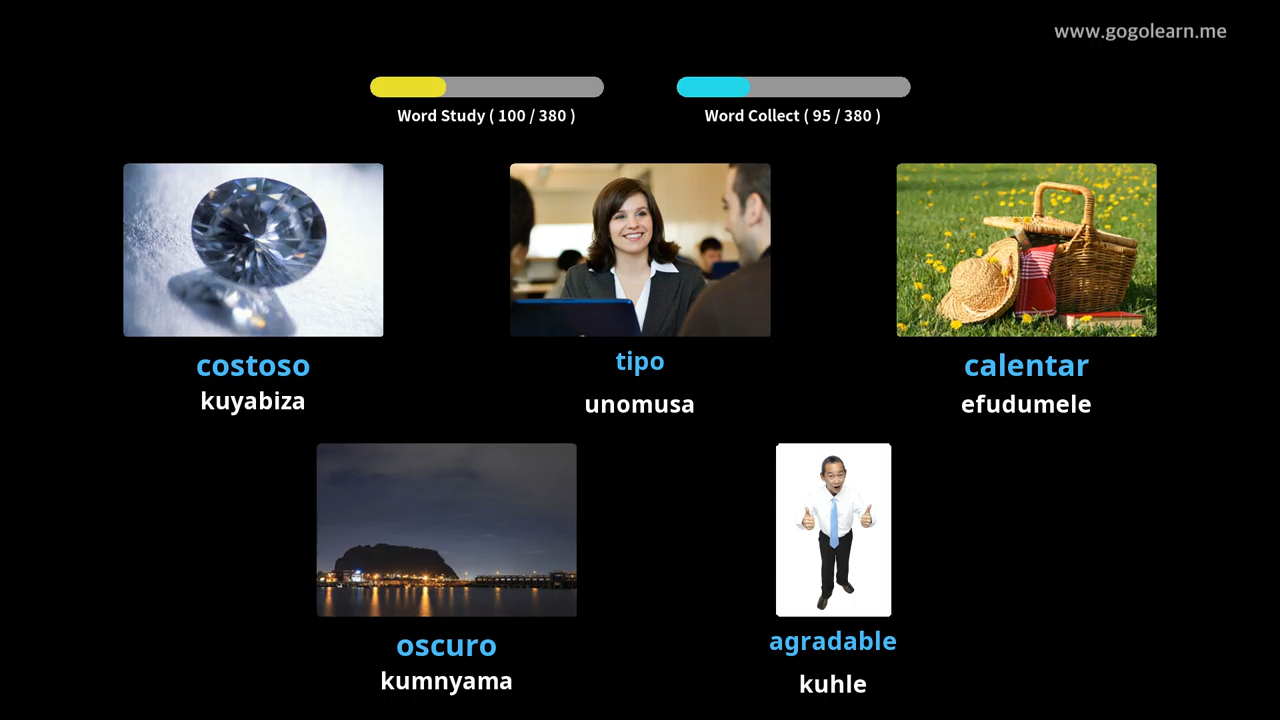 www.gogolearn.me
Word Study ( 100 / 380 )
Word Collect ( 95 / 380 )
costoso
kuyabiza
tipo
unomusa
calentar
efudumele
oscuro
kumnyama
agradable
kuhle